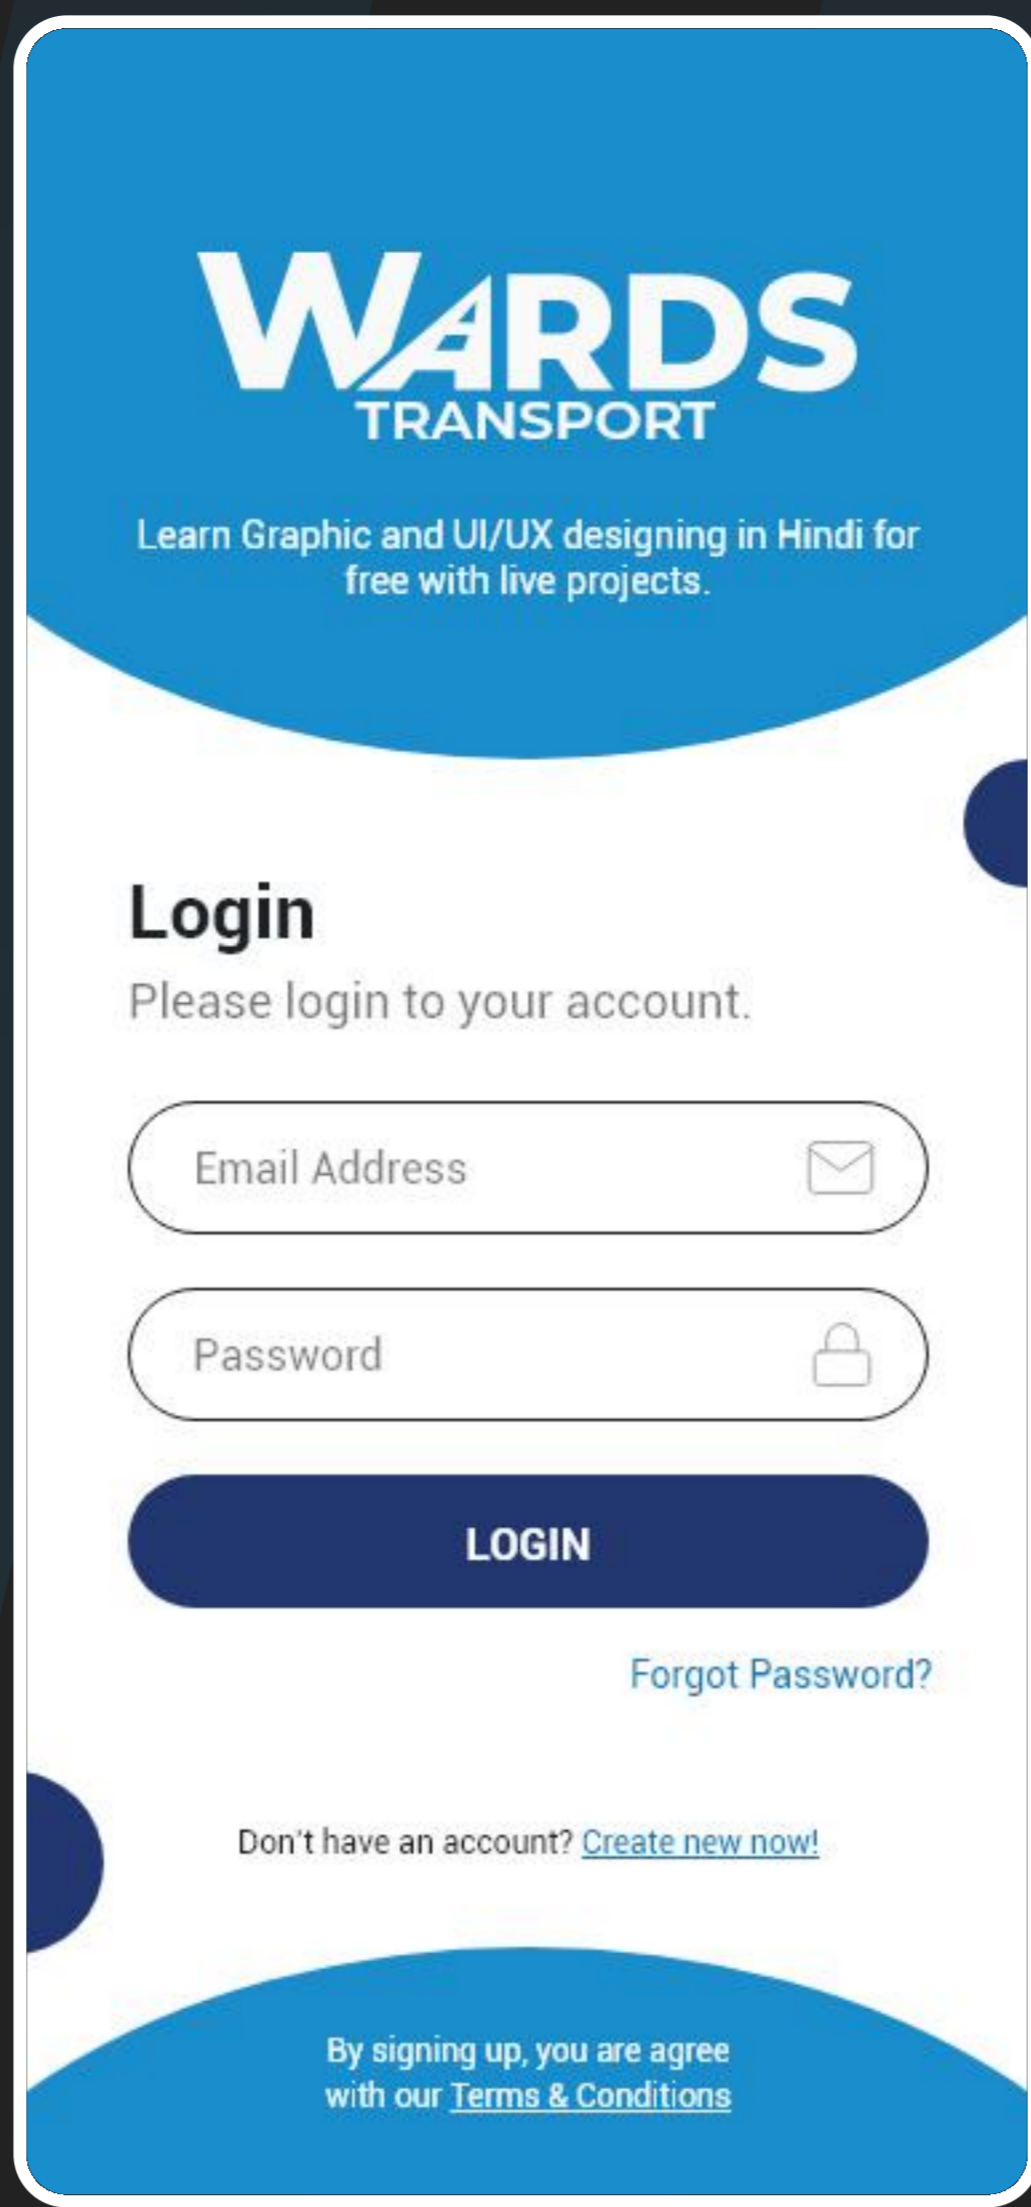 WARDS
TRANSPORT
Learn Graphic and UI/UX designing in Hindi for
free with live projects.
Login
Please login to your account.
Email Address
Password
LOGIN
Forgot Password?
Don't have an account? Create new now!
By signing up, you are agree
with our Terms & Conditions